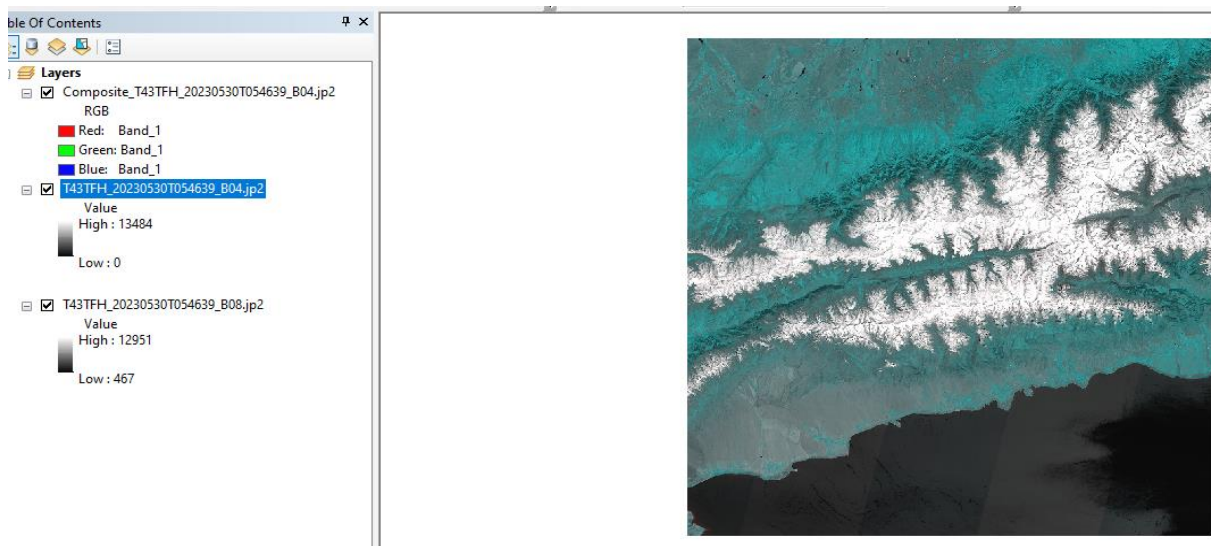 ble Of Contents
Layers
Composite_T43TFH_20230530T054639_B04.jp2
RGB
Red: Band_1
Green: Band_1
Blue: Band_1
T43TFH_20230530T054639_B04.jp2
Value
High : 13484
Low : 0
T43TFH_20230530T054639_B08.jp2
Value
High : 12951
Low : 467